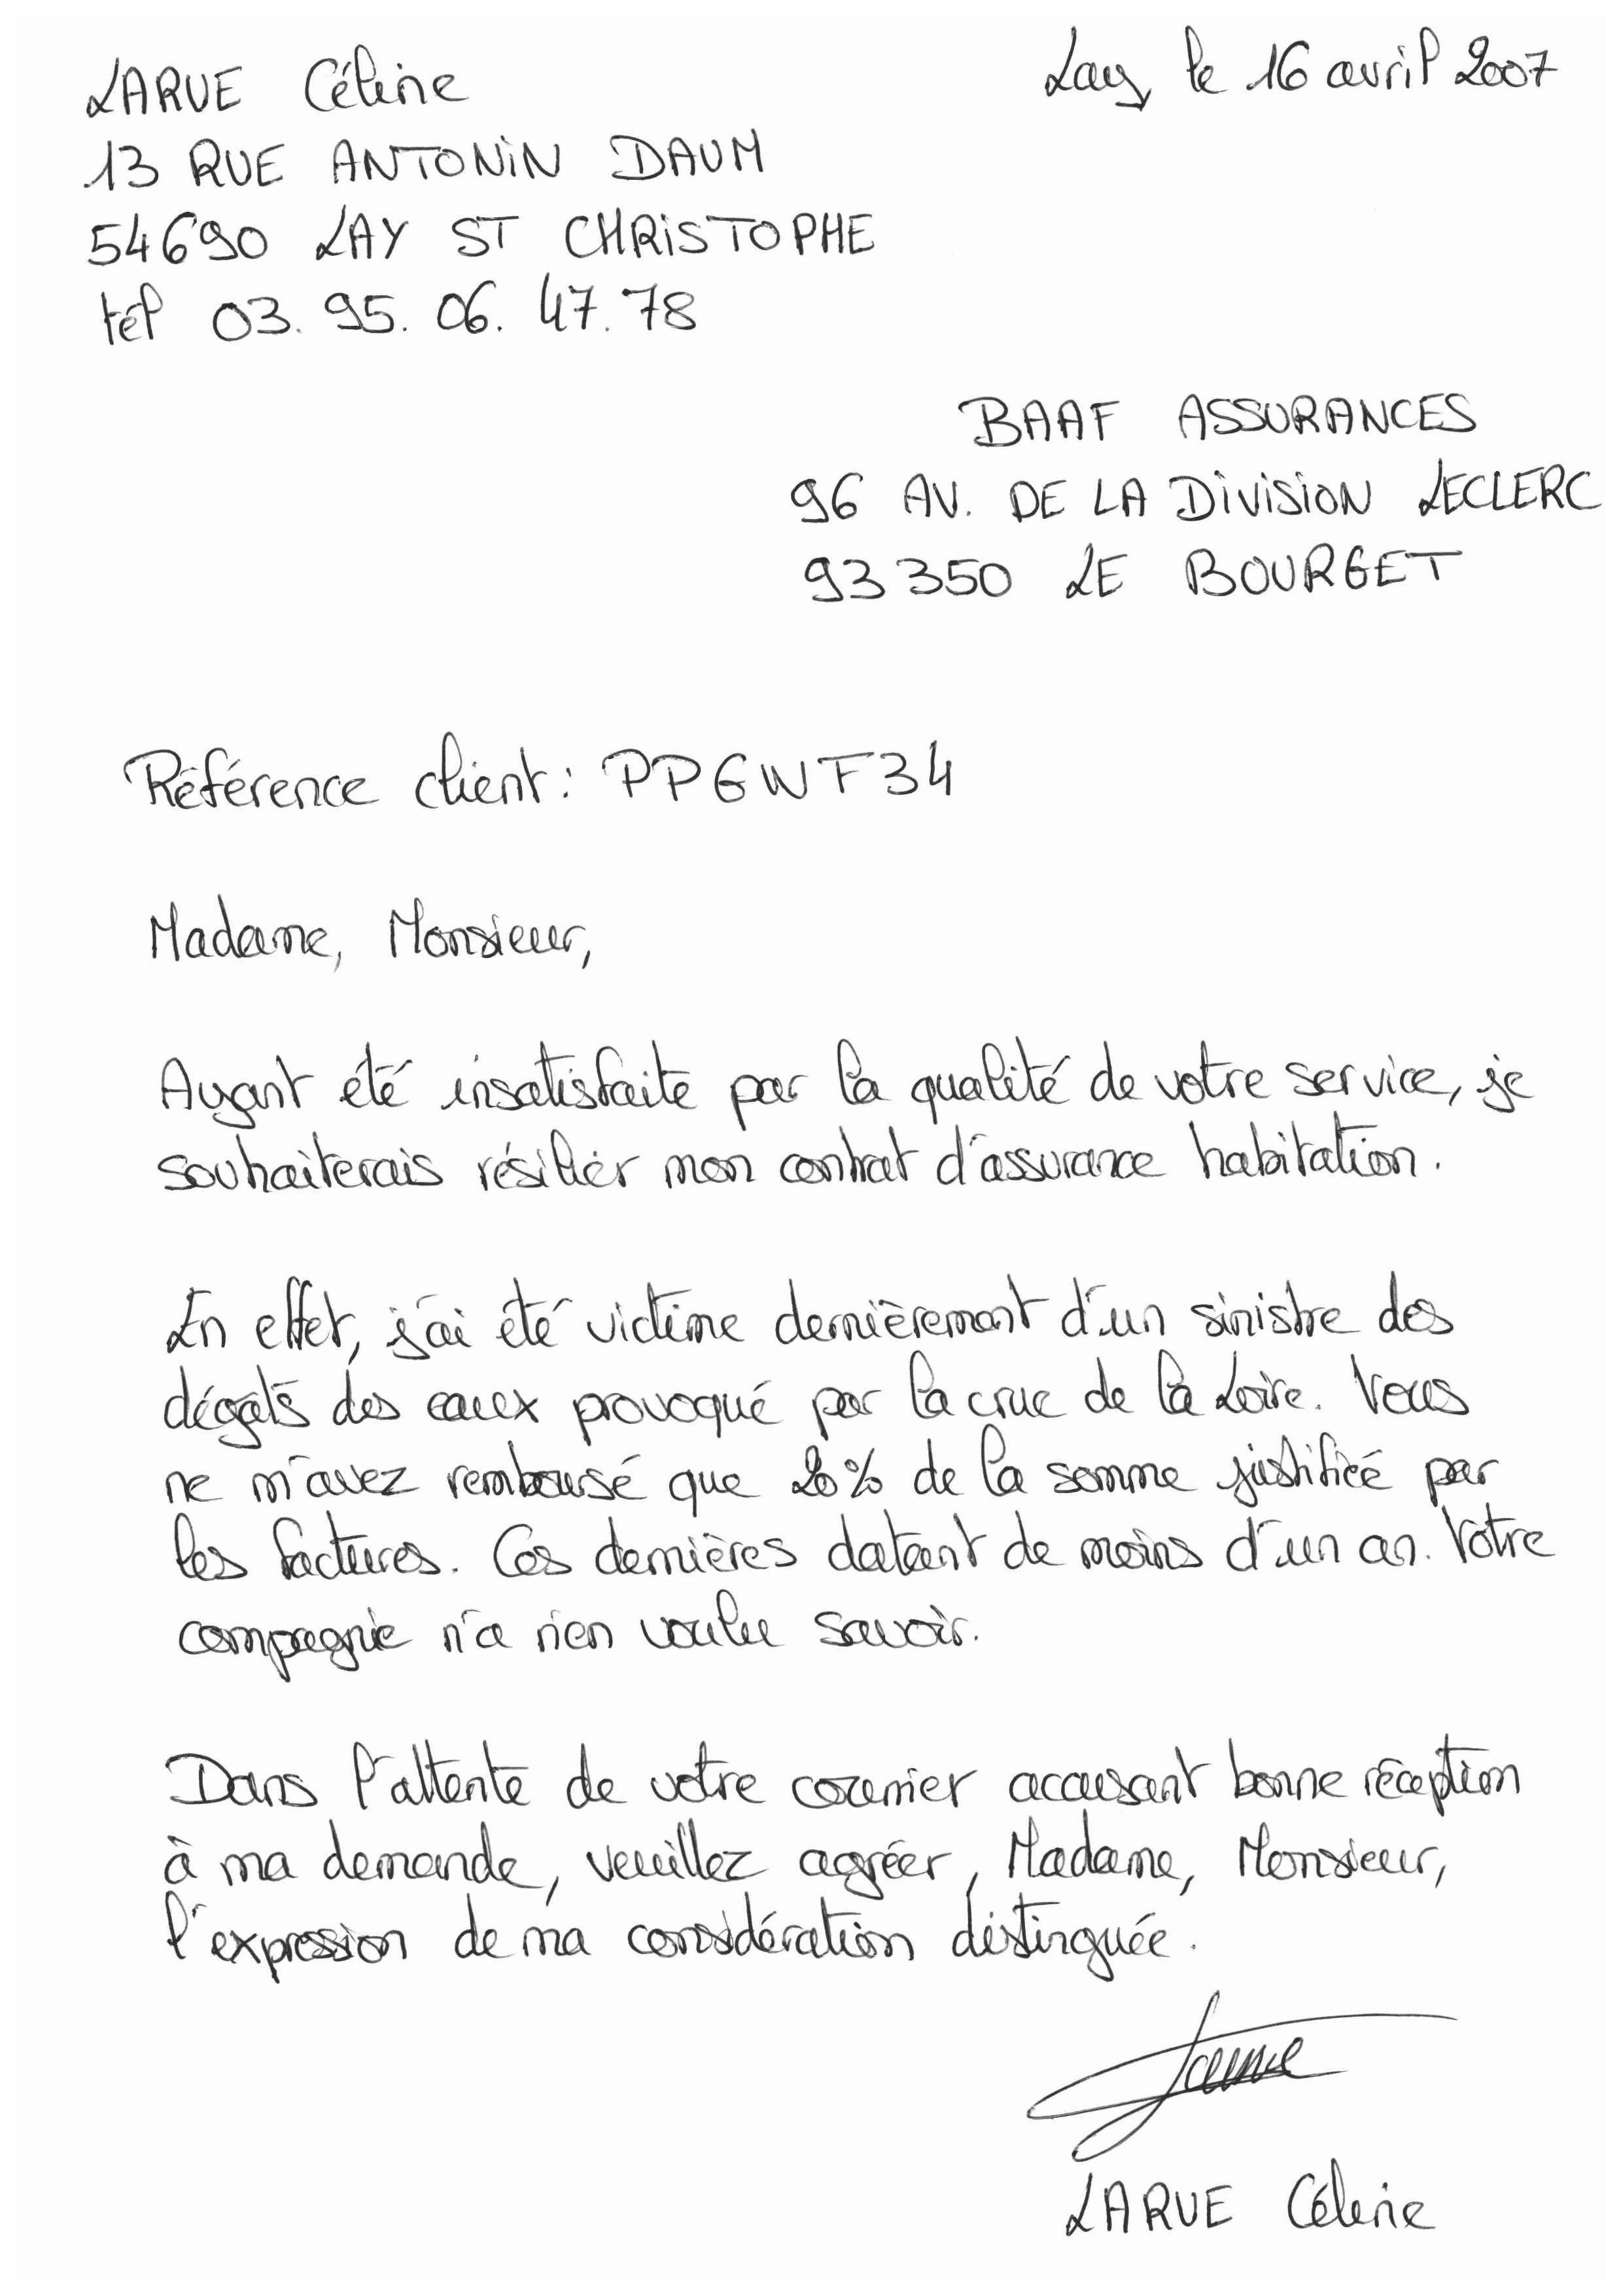 LARUE Céline
Lay le 16 avril 2007
13 RUE ANTONIN DAUM
54690 LAY ST CHRISTOPHE
tél 03. 95. 06. 47. 78
BAAF ASSURANCES
96 AV. DE LA DIVISION LECLERC
93350 LE BOURGET
Référence client : PPGWF34
Madame, Monsieur,
Ayant été insatisfaite par la qualité de votre service, je
souhaiterais résilier mon contrat d'assurance habitation.
En effet, j'ai été victime dernièrement d'un sinistre des
dégats des eaux provoqué par la crue de la Loire. Vous
ne m'avez remboursé que 20% de la somme justifiée par
les factures. Ces dernières datant de moins d'un an. Votre
compagnie n'a rien voulu savoir.
Dans l'attente de votre courrier accusant bonne réception
à ma demande, veuillez agréer, Madame, Monsieur,
l'expression de ma considération distinguée.
Larue
LARUE Céline